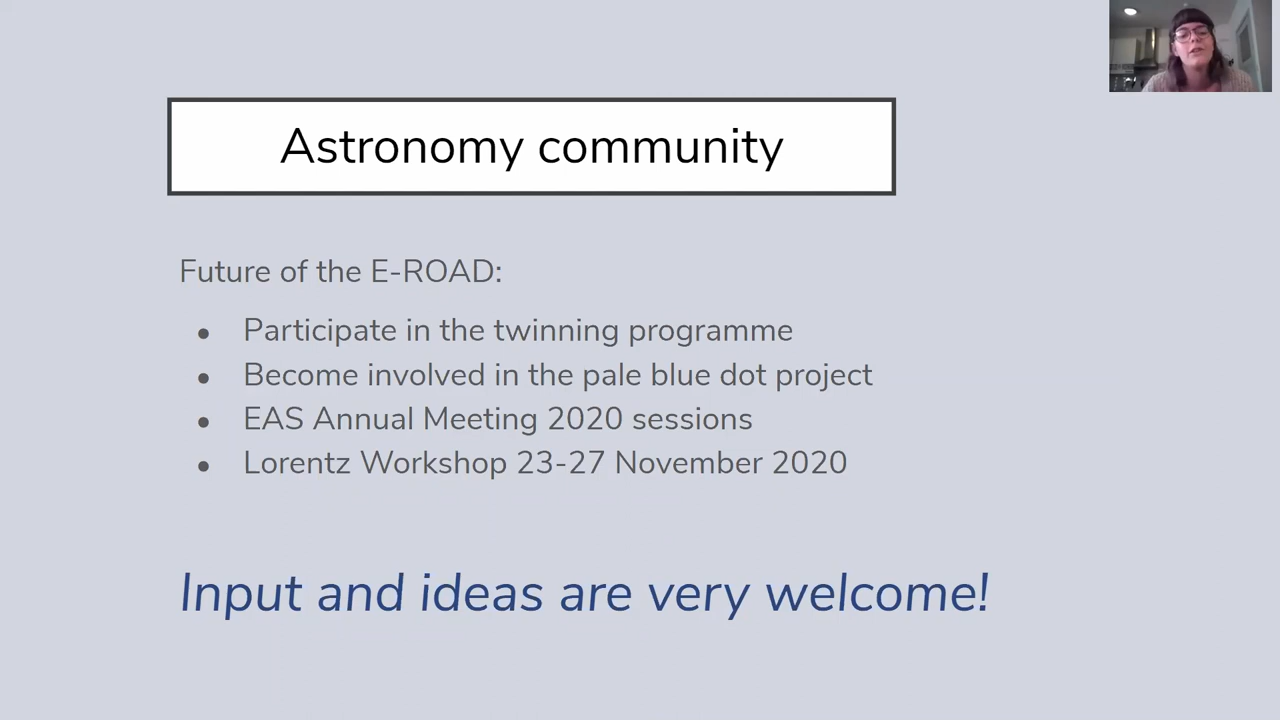 Astronomy community
Future of the E-ROAD:
● Participate in the twinning programme
● Become involved in the pale blue dot project
● EAS Annual Meeting 2020 sessions
● Lorentz Workshop 23-27 November 2020
Input and ideas are very welcome!